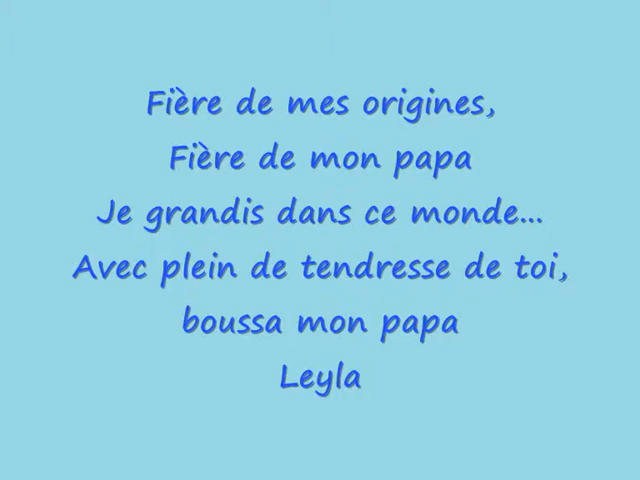 Fière de mes origines,
Fière de mon papa
Je grandis dans ce monde...
Avec plein de tendresse de toi,
boussa mon papa
Leyla